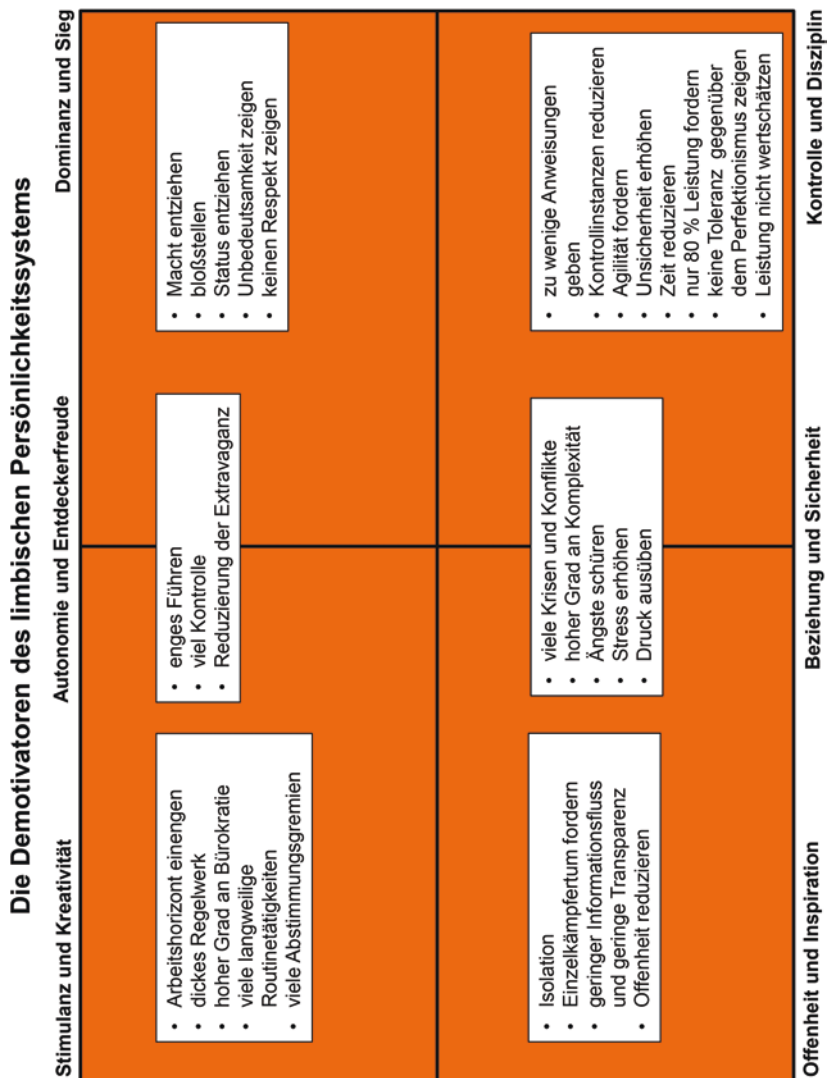 Die Demotivatoren des limbischen Persönlichkeitssystems
Stimulanz und Kreativität
Autonomie und Entdeckerfreude
Dominanz und Sieg
• Arbeitshorizont einengen
• dickes Regelwerk
• hoher Grad an Bürokratie
• viele langweilige
Routinetätigkeiten
• viele Abstimmungsgremien
• enges Führen
• viel Kontrolle
• Reduzierung der Extravaganz
• Macht entziehen
• bloßstellen
• Status entziehen
• Unbedeutsamkeit zeigen
• keinen Respekt zeigen
• Isolation
• Einzelkämpfertum fordern
• geringer Informationsfluss
und geringe Transparenz
• Offenheit reduzieren
• viele Krisen und Konflikte
• hoher Grad an Komplexität
• Ängste schüren
• Stress erhöhen
• Druck ausüben
• zu wenige Anweisungen
geben
• Kontrollinstanzen reduzieren
• Agilität fordern
• Unsicherheit erhöhen
• Zeit reduzieren
• nur 80 % Leistung fordern
• keine Toleranz gegenüber
dem Perfektionismus zeigen
• Leistung nicht wertschätzen
Offenheit und Inspiration
Beziehung und Sicherheit
Kontrolle und Disziplin